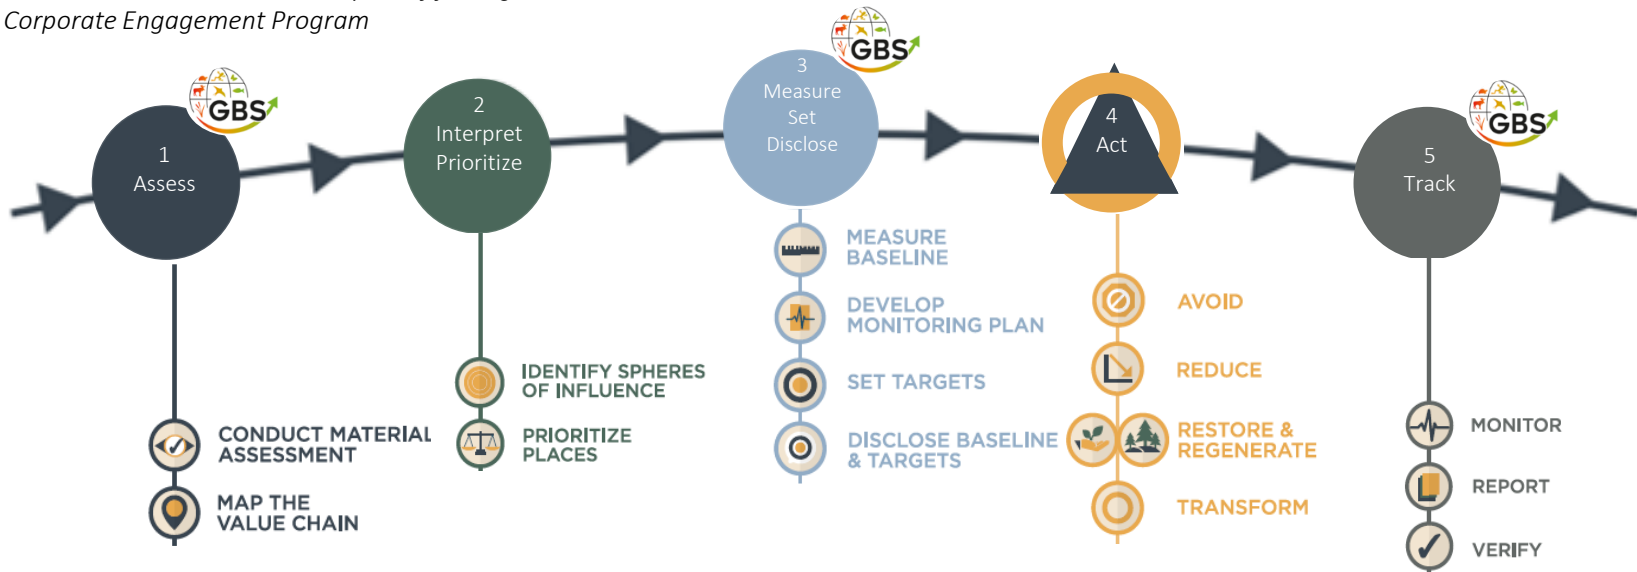 Corporate Engagement Program
GBS
1
Assess
CONDUCT MATERIAL
ASSESSMENT
MAP THE
VALUE CHAIN
2
Interpret
Prioritize
IDENTIFY SPHERES
OF INFLUENCE
PRIORITIZE
PLACES
GBS
3
Measure
Set
Disclose
MEASURE
BASELINE
DEVELOP
MONITORING PLAN
SET TARGETS
DISCLOSE BASELINE
& TARGETS
4
Act
AVOID
REDUCE
RESTORE &
REGENERATE
TRANSFORM
GBS
5
Track
MONITOR
REPORT
VERIFY